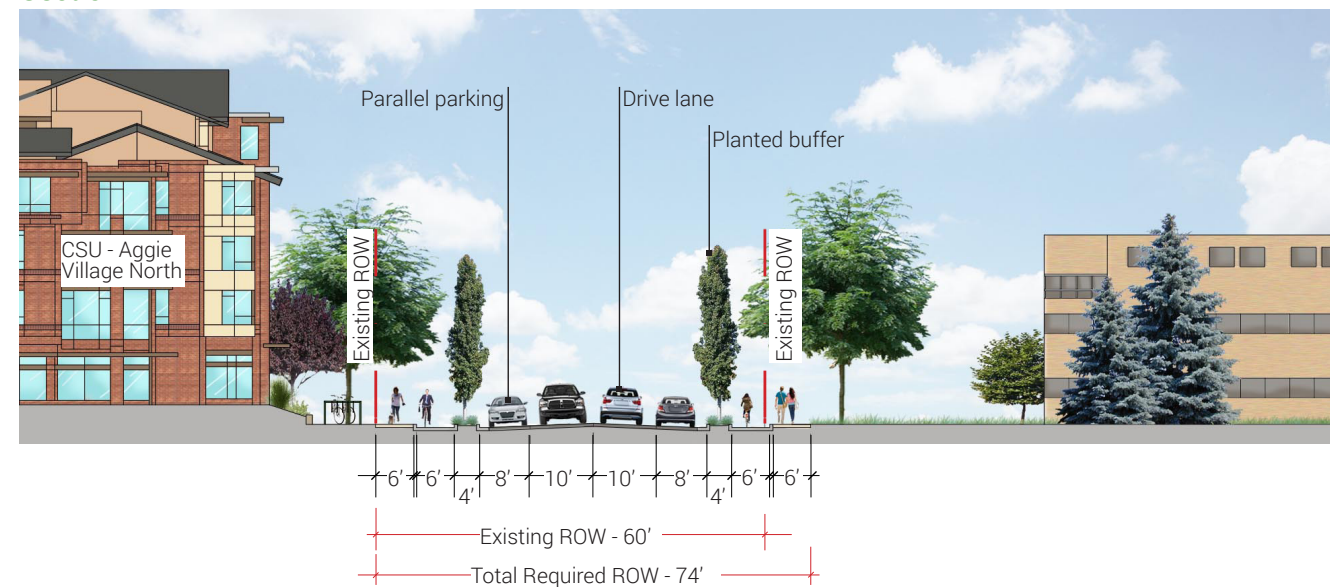 Parallel parking
Drive lane
Planted buffer
CSU - Aggie
Village North
Existing ROW
Existing ROW
6' 6' 4' 8' 10' 10' 8' 4' 6' 6'
Existing ROW - 60'
Total Required ROW - 74'